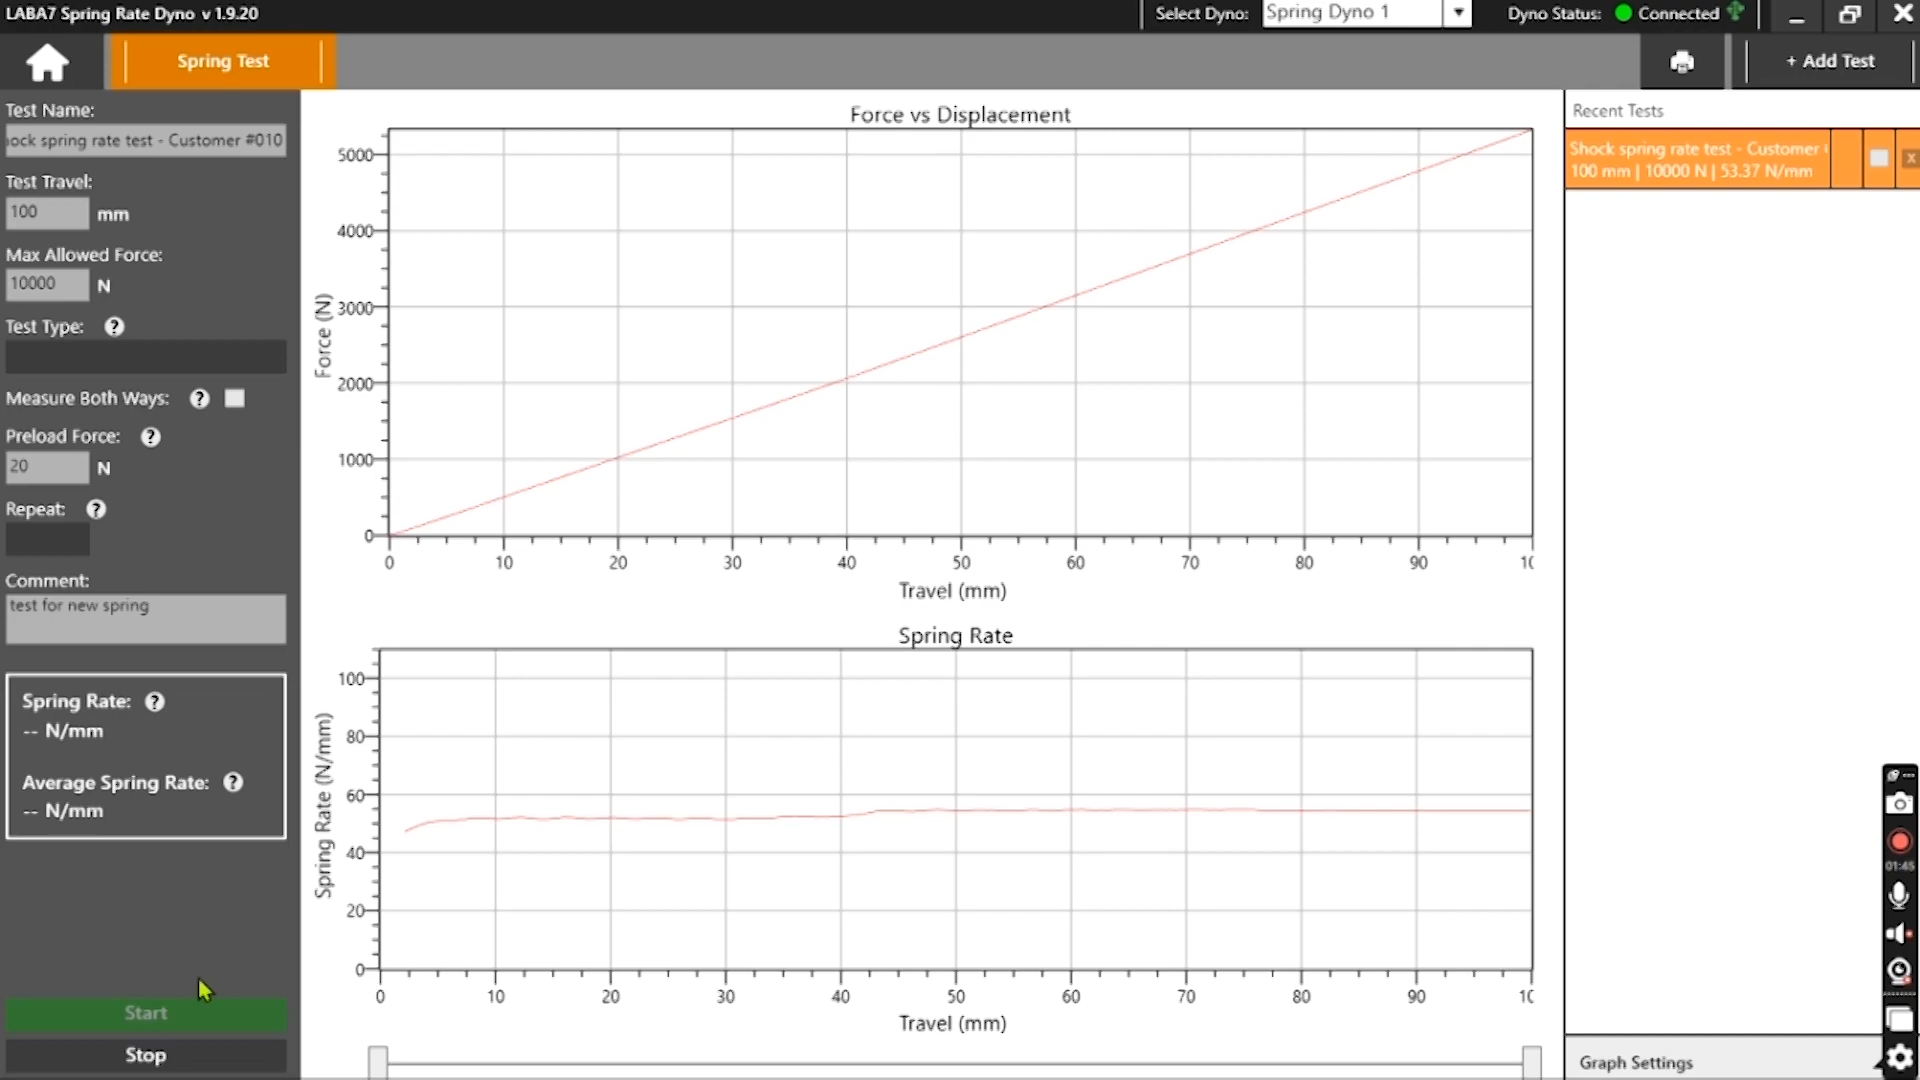 LABA7 Spring Rate Dyno v 1.9.20
Select Dyno: Spring Dyno 1
Dyno Status: Connected
Spring Test
+ Add Test
Test Name:
ock spring rate test - Customer #010
Test Travel:
100 mm
Max Allowed Force:
10000 N
Test Type: ?
Measure Both Ways: ?
Preload Force: ?
20 N
Repeat: ?
Comment:
test for new spring
Spring Rate: ?
-- N/mm
Average Spring Rate: ?
-- N/mm
Start
Stop
Force vs Displacement
Force (N)
5000
4000
3000
2000
1000
0
0 10 20 30 40 50 60 70 80 90 10
Travel (mm)
Spring Rate
Spring Rate (N/mm)
100
80
60
40
20
0
0 10 20 30 40 50 60 70 80 90 10
Travel (mm)
Recent Tests
Shock spring rate test - Customer
100 mm | 10000 N | 53.37 N/mm
x
01:45
Graph Settings